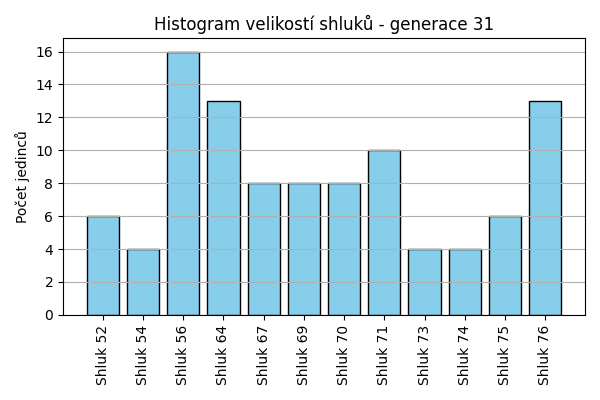 Histogram velikostí shluků - generace 31
Počet jedinců
16
14
12
10
8
6
4
2
0
Shluk 52
Shluk 54
Shluk 56
Shluk 64
Shluk 67
Shluk 69
Shluk 70
Shluk 71
Shluk 73
Shluk 74
Shluk 75
Shluk 76